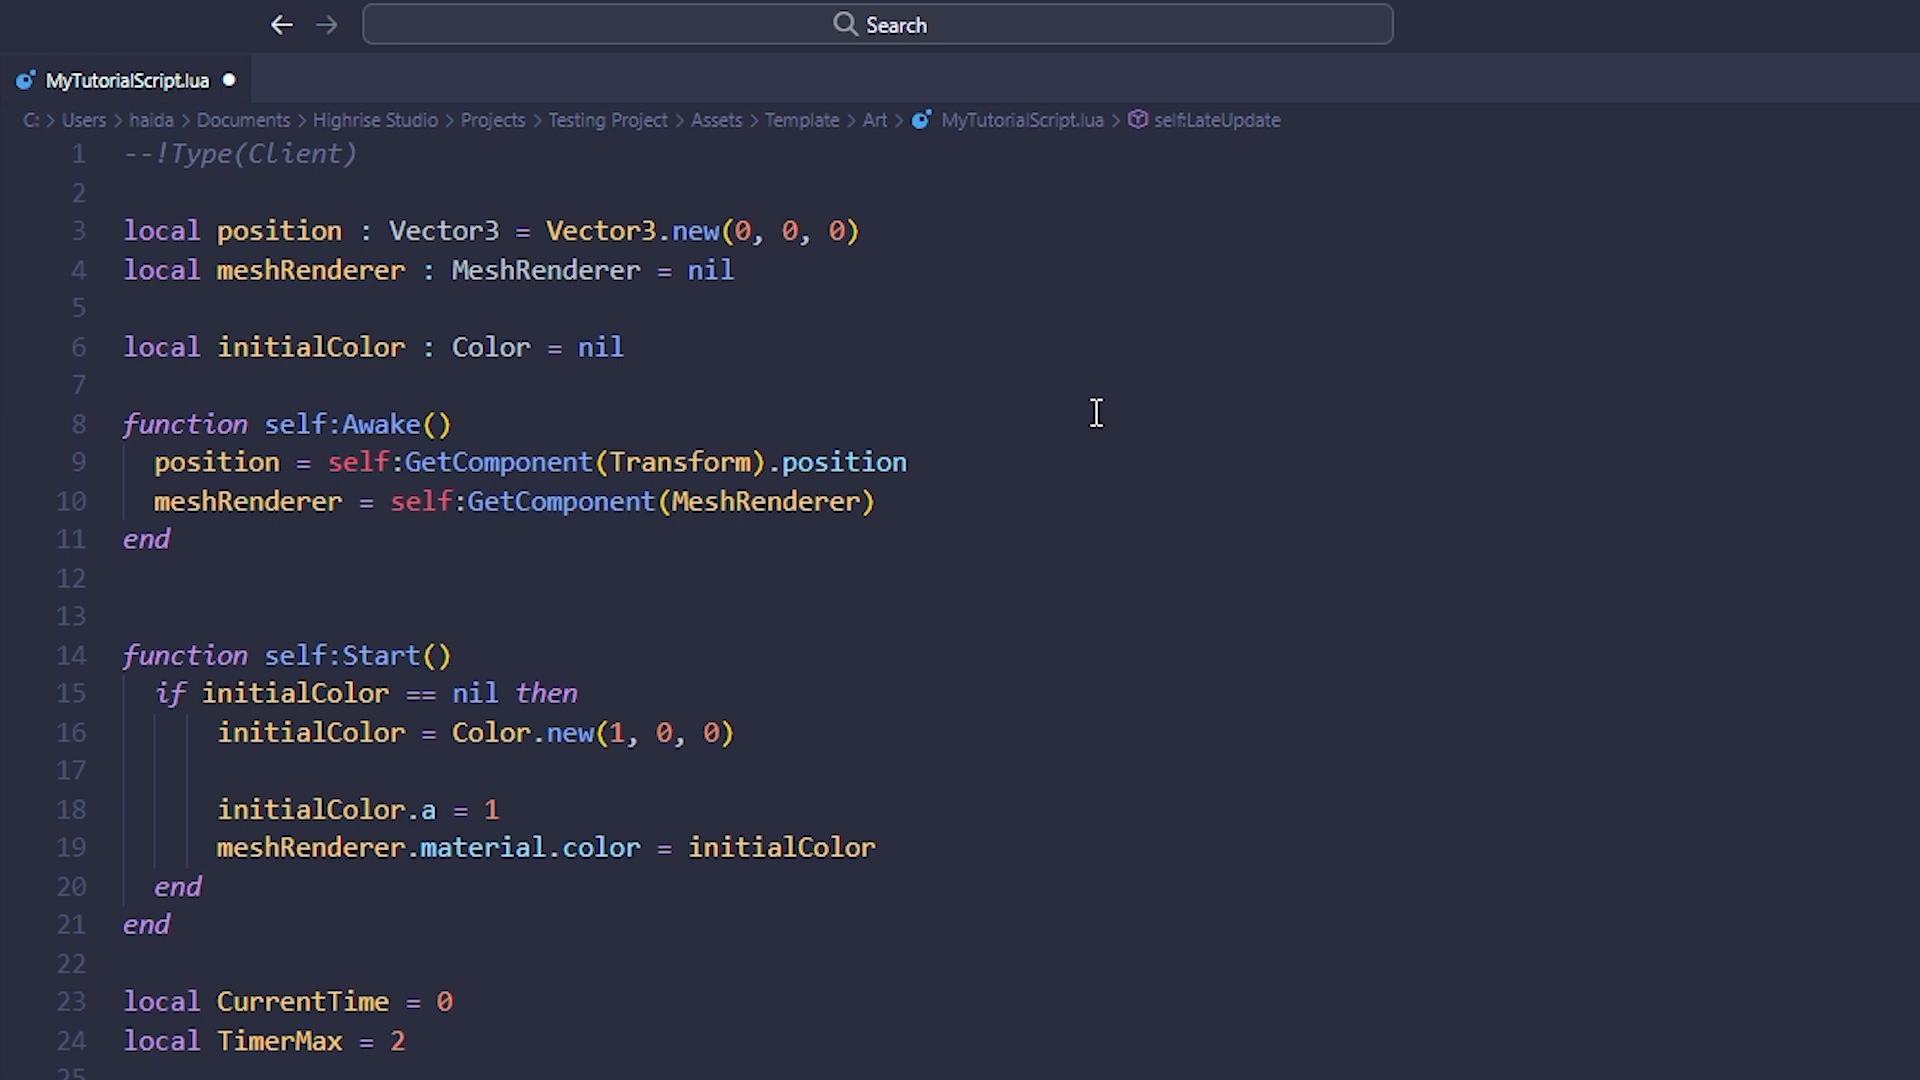 Search
MyTutorialScript.lua
C: > Users > haida > Documents > Highrise Studio > Projects > Testing Project > Assets > Template > Art > MyTutorialScript.lua > self:LateUpdate
1 --!Type(Client)
2
3 local position : Vector3 = Vector3.new(0, 0, 0)
4 local meshRenderer : MeshRenderer = nil
5
6 local initialColor : Color = nil
7
8 function self:Awake()
9 position = self:GetComponent(Transform).position
10 meshRenderer = self:GetComponent(MeshRenderer)
11 end
12
13
14 function self:Start()
15 if initialColor == nil then
16 initialColor = Color.new(1, 0, 0)
17
18 initialColor.a = 1
19 meshRenderer.material.color = initialColor
20 end
21 end
22
23 local CurrentTime = 0
24 local TimerMax = 2
25